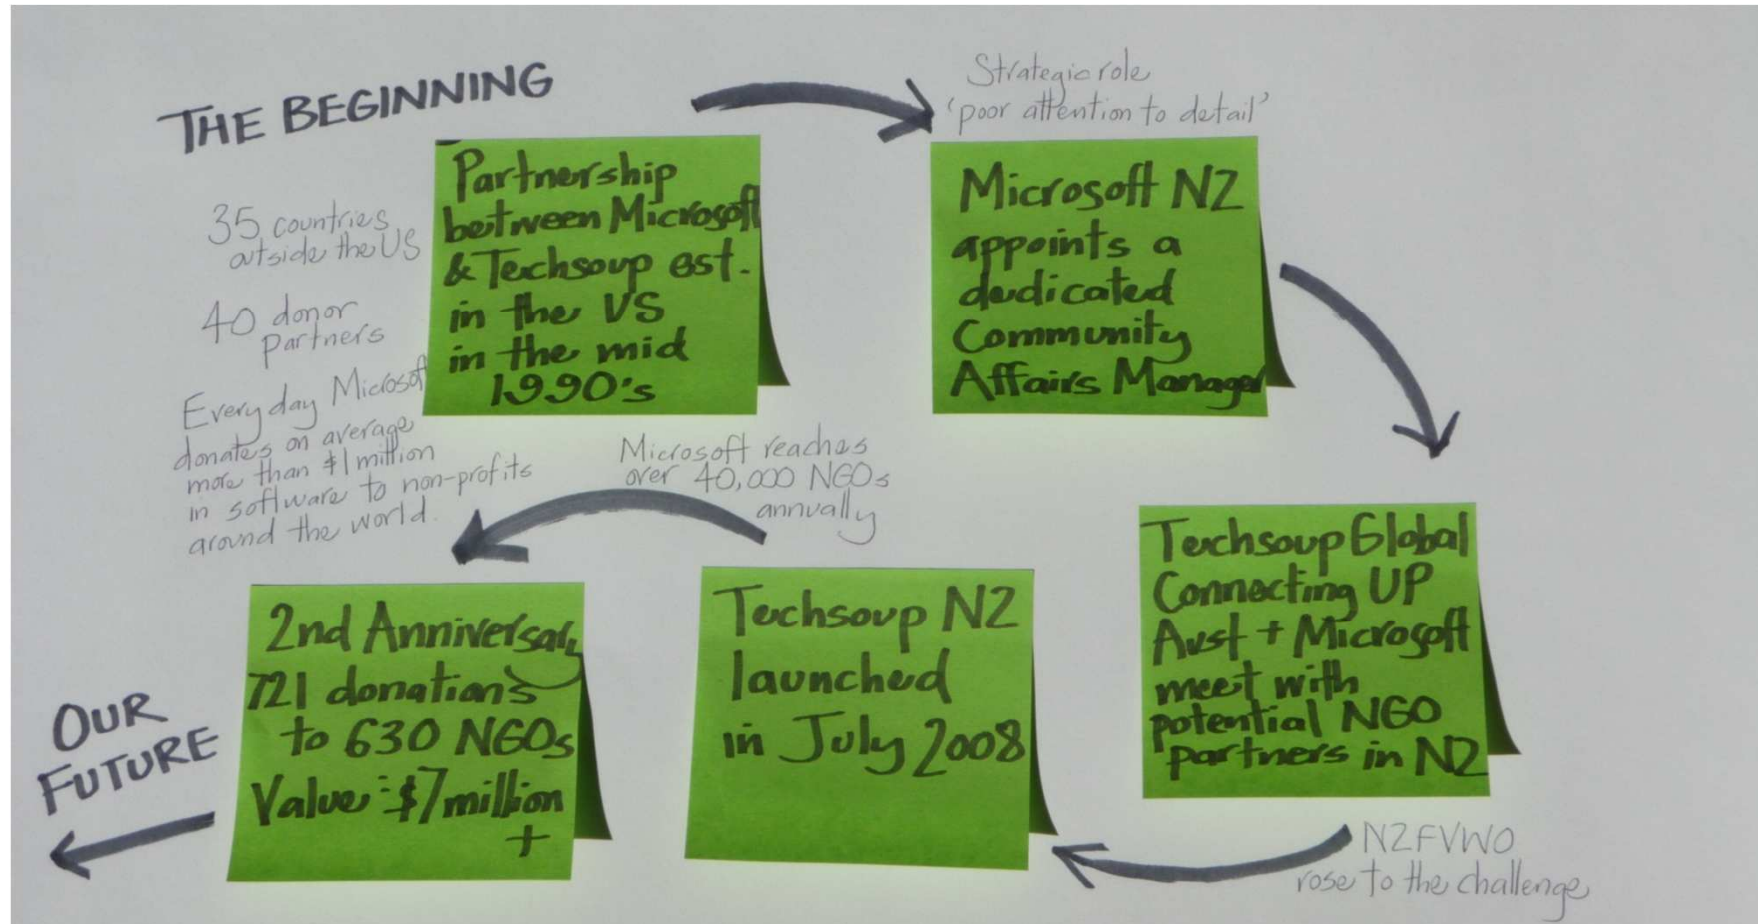 THE BEGINNING
35 countries
outside the US
40 donor
partners
Every day Microsoft
donates on average
more than $1 million
in software to non-profits
around the world.
Partnership
between Microsoft
& Techsoup est.
in the US
in the mid
1990's
Strategic role
'poor attention to detail'
Microsoft NZ
appoints a
dedicated
Community
Affairs Manager
Techsoup Global
Connecting UP
Aust + Microsoft
meet with
potential NGO
partners in NZ
NZFVWO
rose to the challenge
Techsoup NZ
launched
in July 2008
Microsoft reaches
over 40,000 NGOs
annually
2nd Anniversary
721 donations
to 630 NGOs
Value: $7million
+
OUR
FUTURE